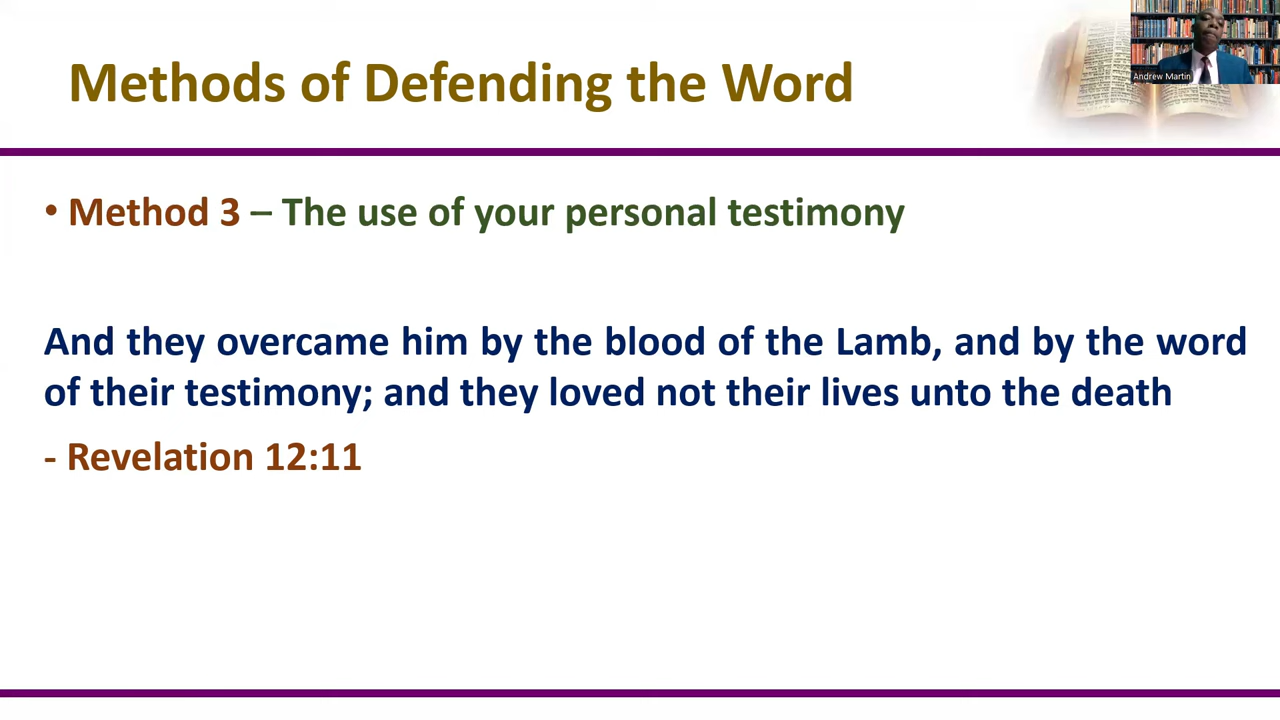 Methods of Defending the Word
Andrew Martin
• Method 3 – The use of your personal testimony
And they overcame him by the blood of the Lamb, and by the word
of their testimony; and they loved not their lives unto the death
- Revelation 12:11